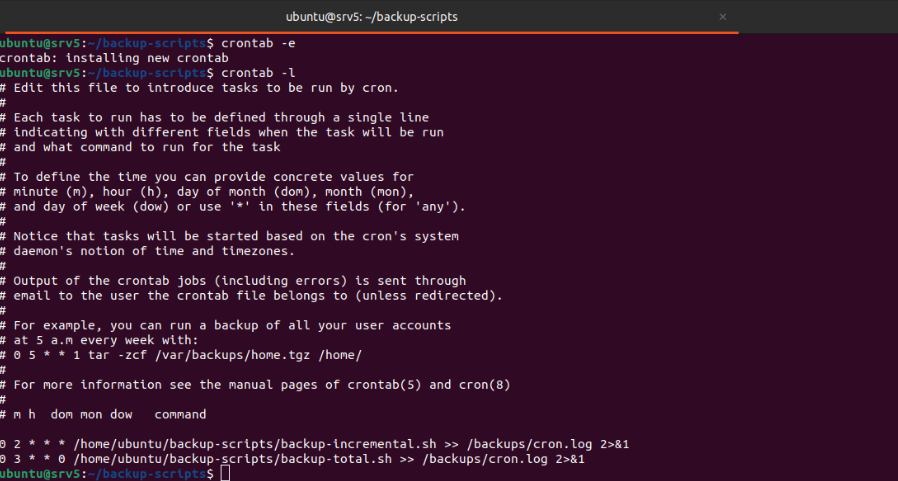 ubuntu@srv5: ~/backup-scripts
ubuntu@srv5:~/backup-scripts$ crontab -e
crontab: installing new crontab
ubuntu@srv5:~/backup-scripts$ crontab -l
# Edit this file to introduce tasks to be run by cron.
#
# Each task to run has to be defined through a single line
# indicating with different fields when the task will be run
# and what command to run for the task
#
# To define the time you can provide concrete values for
# minute (m), hour (h), day of month (dom), month (mon),
# and day of week (dow) or use '*' in these fields (for 'any').
#
# Notice that tasks will be started based on the cron's system
# daemon's notion of time and timezones.
#
# Output of the crontab jobs (including errors) is sent through
# email to the user the crontab file belongs to (unless redirected).
#
# For example, you can run a backup of all your user accounts
# at 5 a.m every week with:
# 0 5 * * 1 tar -zcf /var/backups/home.tgz /home/
#
# For more information see the manual pages of crontab(5) and cron(8)
#
# m h  dom mon dow   command
0 2 * * * /home/ubuntu/backup-scripts/backup-incremental.sh >> /backups/cron.log 2>&1
0 3 * * 0 /home/ubuntu/backup-scripts/backup-total.sh >> /backups/cron.log 2>&1
ubuntu@srv5:~/backup-scripts$